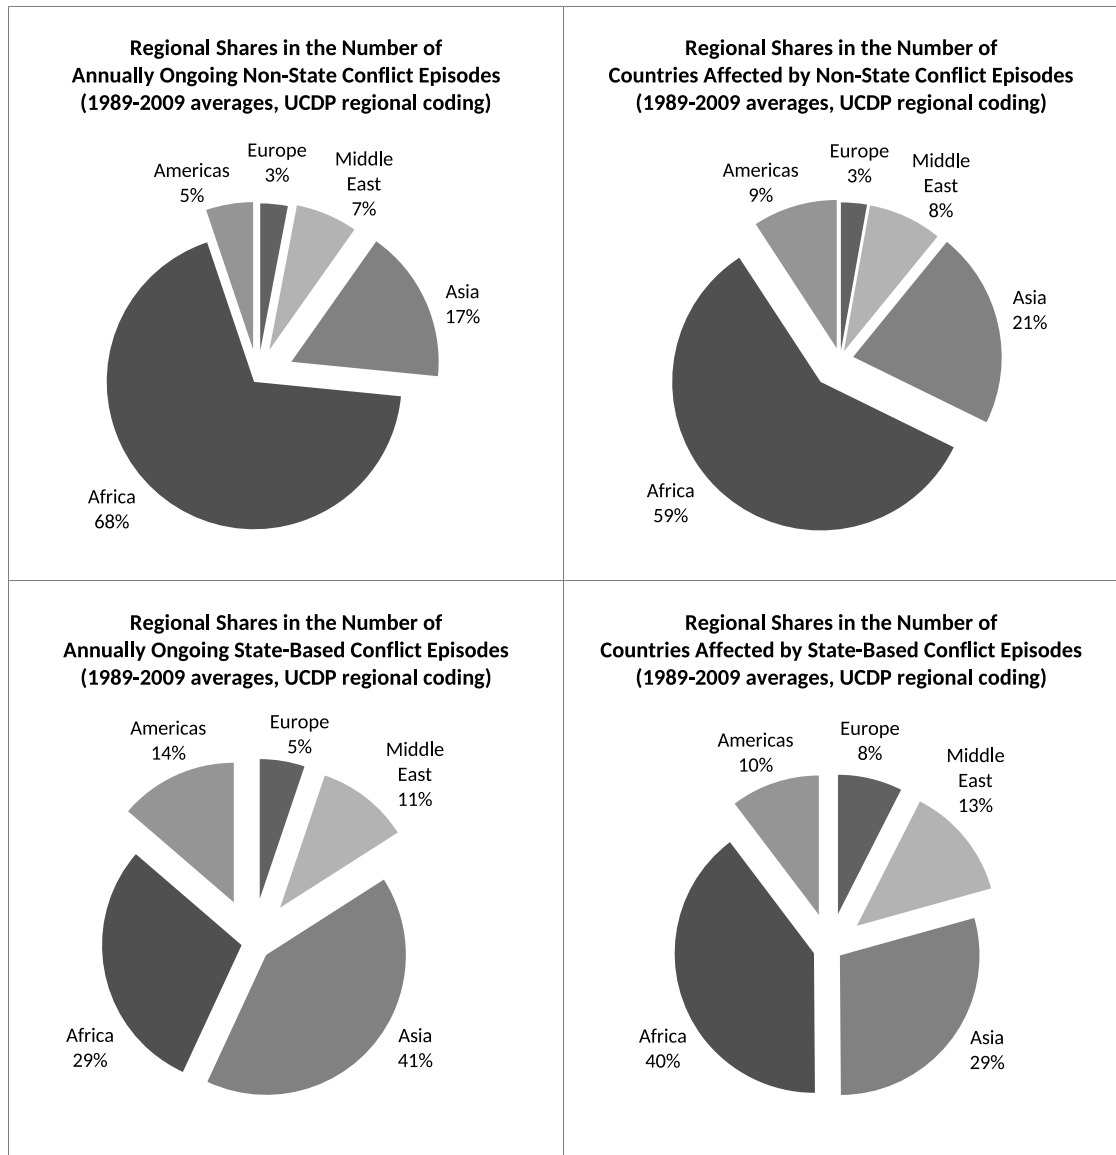 Regional Shares in the Number of
Annually Ongoing Non-State Conflict Episodes
(1989-2009 averages, UCDP regional coding)
Europe
3%
Middle
East
7%
Americas
5%
Asia
17%
Africa
68%
Regional Shares in the Number of
Countries Affected by Non-State Conflict Episodes
(1989-2009 averages, UCDP regional coding)
Europe
3%
Middle
East
8%
Americas
9%
Asia
21%
Africa
59%
Regional Shares in the Number of
Annually Ongoing State-Based Conflict Episodes
(1989-2009 averages, UCDP regional coding)
Europe
5%
Americas
14%
Middle
East
11%
Africa
29%
Asia
41%
Regional Shares in the Number of
Countries Affected by State-Based Conflict Episodes
(1989-2009 averages, UCDP regional coding)
Europe
8%
Americas
10%
Middle
East
13%
Africa
40%
Asia
29%